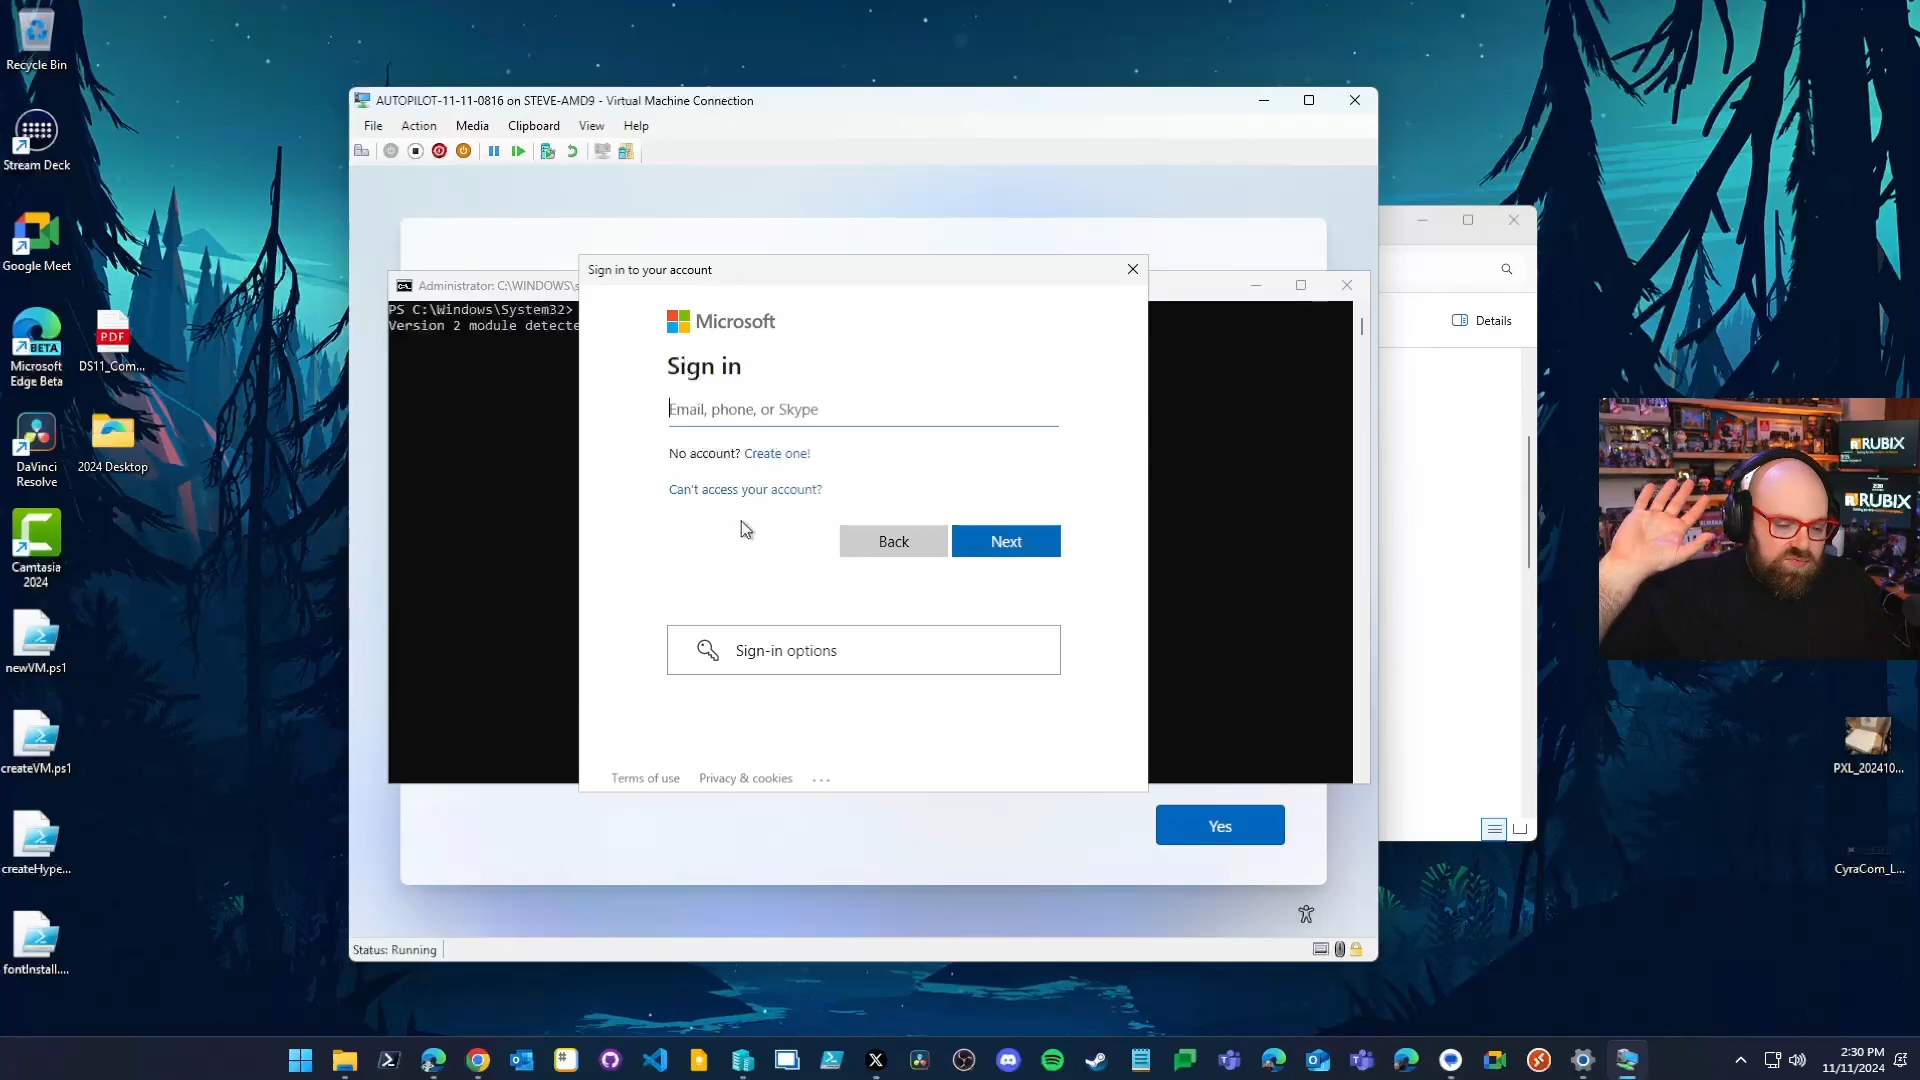 Recycle Bin
Stream Deck
Google Meet
Microsoft
Edge Beta
BETA
PDF
DS11_Com...
DaVinci
Resolve
2024 Desktop
Camtasia
2024
newVM.ps1
createVM.ps1
createHype...
fontInstall....
AUTOPILOT-11-11-0816 on STEVE-AMD9 - Virtual Machine Connection
File Action Media Clipboard View Help
Administrator: C:\WINDOWS\s
PS C:\Windows\System32>
Version 2 module detecte
Sign in to your account
Microsoft
Sign in
Email, phone, or Skype
No account? Create one!
Can't access your account?
Back Next
Sign-in options
Terms of use Privacy & cookies ...
Yes
Status: Running
Details
RUBIX
RUBIX
PXL_202410...
CyraCom_L...
2:30 PM
11/11/2024